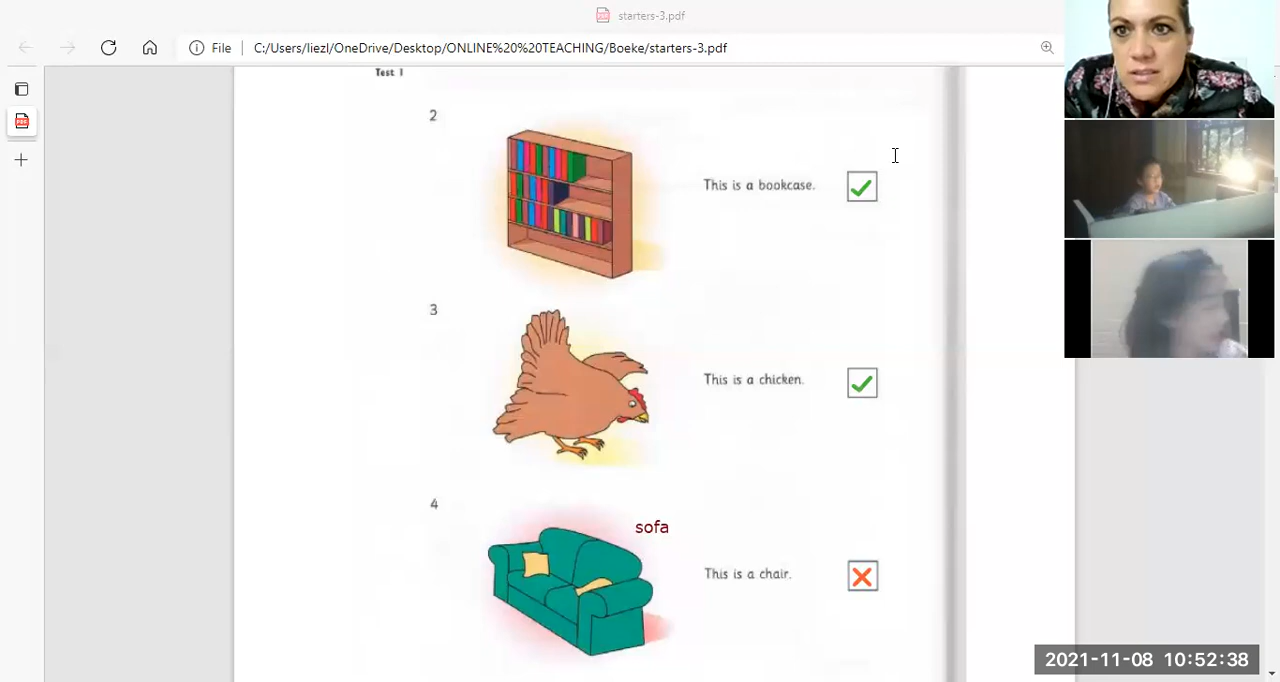 starters-3.pdf
File
C:/Users/liezl/OneDrive/Desktop/ONLINE%20%20TEACHING/Boeke/starters-3.pdf
Test 1
2
This is a bookcase.
3
This is a chicken.
4
sofa
This is a chair.
2021-11-08 10:52:38